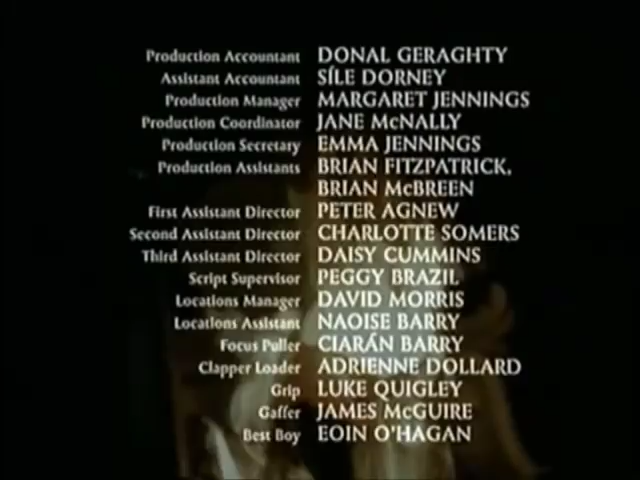 Production Accountant DONAL GERAGHTY
Assistant Accountant SÍLE DORNEY
Production Manager MARGARET JENNINGS
Production Coordinator JANE McNALLY
Production Secretary EMMA JENNINGS
Production Assistants BRIAN FITZPATRICK,
BRIAN McBREEN
First Assistant Director PETER AGNEW
Second Assistant Director CHARLOTTE SOMERS
Third Assistant Director DAISY CUMMINS
Script Supervisor PEGGY BRAZIL
Locations Manager DAVID MORRIS
Locations Assistant NAOISE BARRY
Focus Puller CIARÁN BARRY
Clapper Loader ADRIENNE DOLLARD
Grip LUKE QUIGLEY
Gaffer JAMES McGUIRE
Best Boy EOIN O'HAGAN